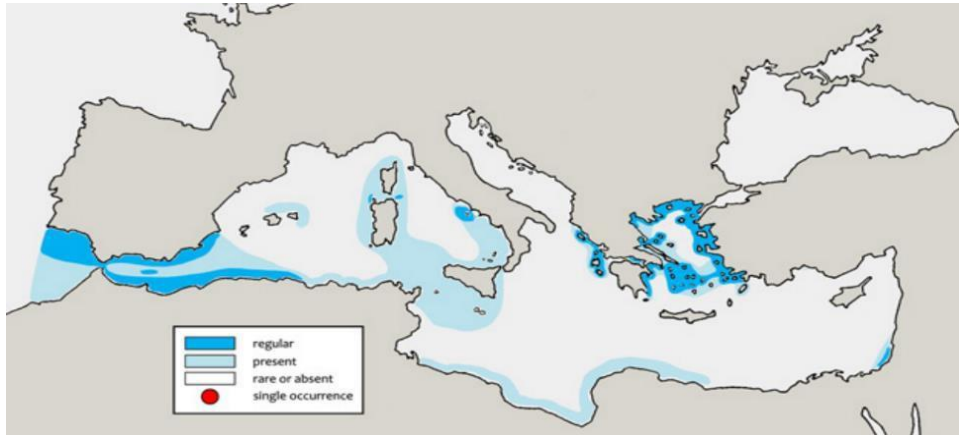 regular
present
rare or absent
single occurrence